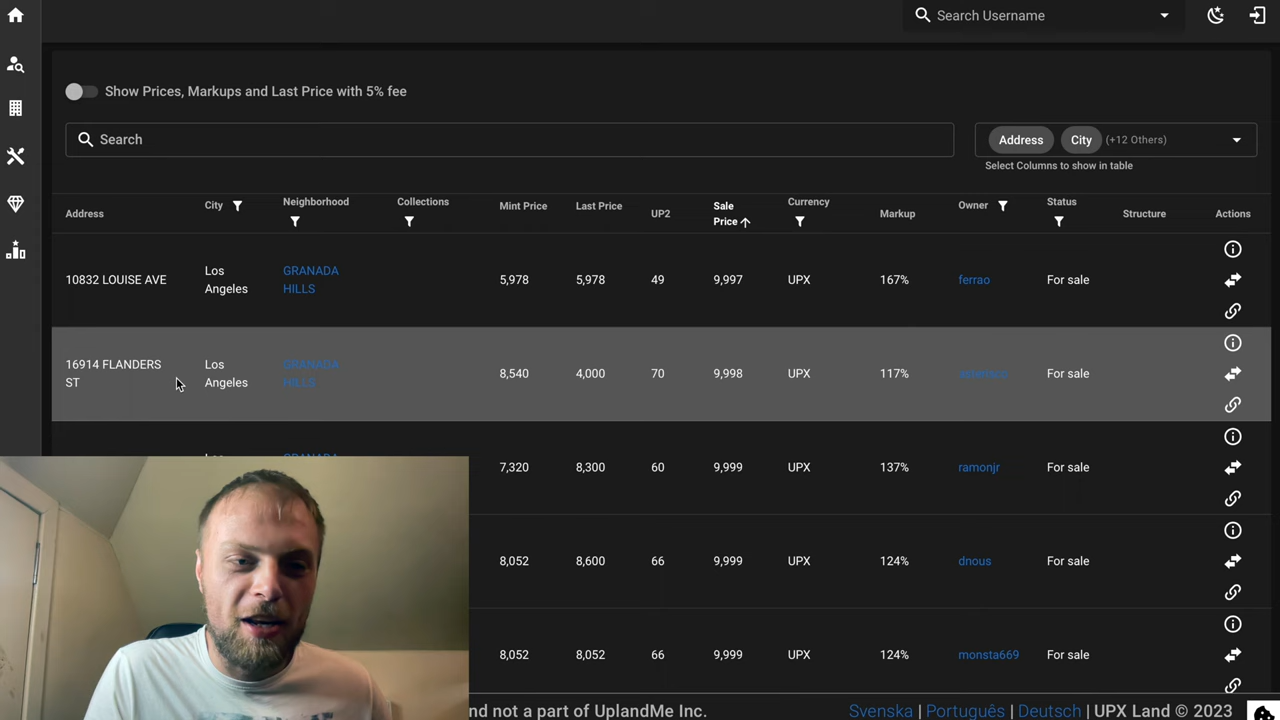 Search Username
Show Prices, Markups and Last Price with 5% fee
Search
Address City (+12 Others)
Select Columns to show in table
Address City Neighborhood Collections Mint Price Last Price UP2 Sale Price Currency Markup Owner Status Structure Actions
10832 LOUISE AVE Los Angeles GRANADA HILLS 5,978 5,978 49 9,997 UPX 167% ferrao For sale
16914 FLANDERS ST Los Angeles GRANADA HILLS 8,540 4,000 70 9,998 UPX 117% For sale
7,320 8,300 60 9,999 UPX 137% ramonjr For sale
8,052 8,600 66 9,999 UPX 124% dnous For sale
8,052 8,052 66 9,999 UPX 124% monsta669 For sale
nd not a part of UplandMe Inc. Svenska | Português | Deutsch | UPX Land © 2023